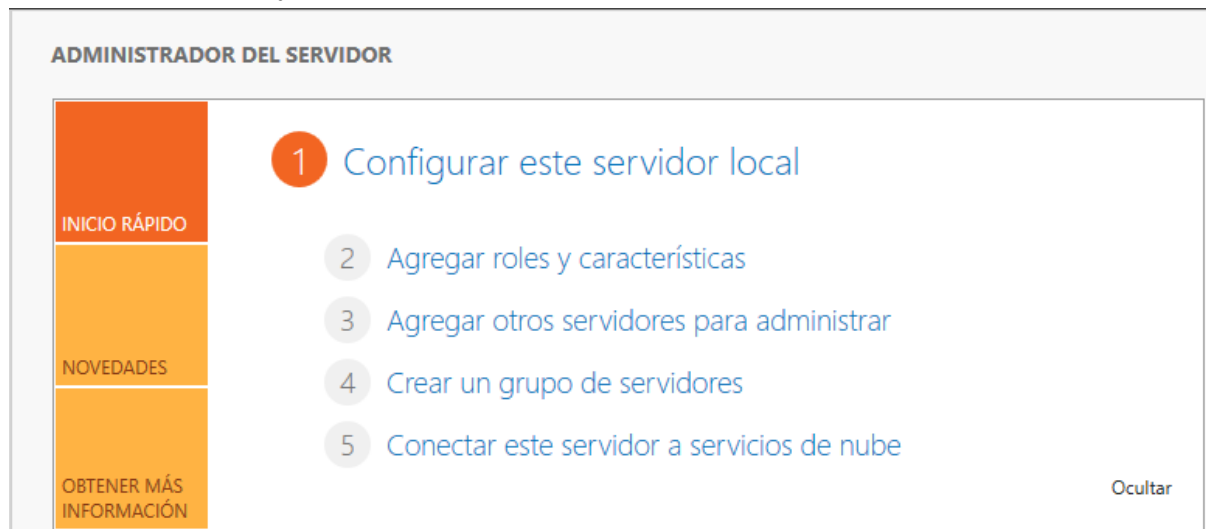 ADMINISTRADOR DEL SERVIDOR
1 Configurar este servidor local
INICIO RÁPIDO
2 Agregar roles y características
3 Agregar otros servidores para administrar
NOVEDADES
4 Crear un grupo de servidores
5 Conectar este servidor a servicios de nube
OBTENER MÁS
INFORMACIÓN
Ocultar